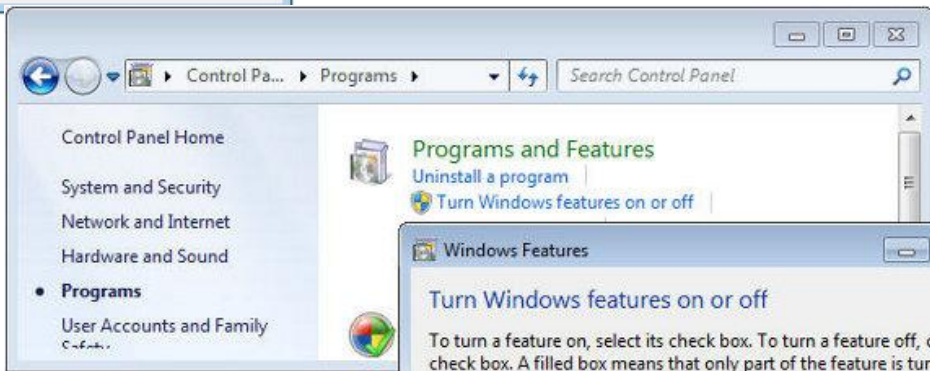 Control Pa... Programs Search Control Panel
Control Panel Home
System and Security
Network and Internet
Hardware and Sound
Programs
User Accounts and Family
Safety
Programs and Features
Uninstall a program
Turn Windows features on or off
Windows Features
Turn Windows features on or off
To turn a feature on, select its check box. To turn a feature off,
check box. A filled box means that only part of the feature is